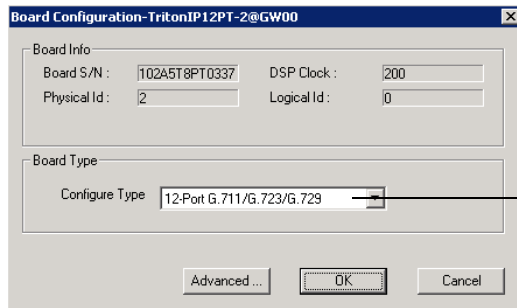 Board Configuration-TritonIP12PT-2@GW00
Board Info
Board S/N : 102A5T8PT0337 DSP Clock : 200
Physical Id : 2 Logical Id : 0
Board Type
Configure Type 12-Port G.711/G.723/G.729
Advanced ... OK Cancel